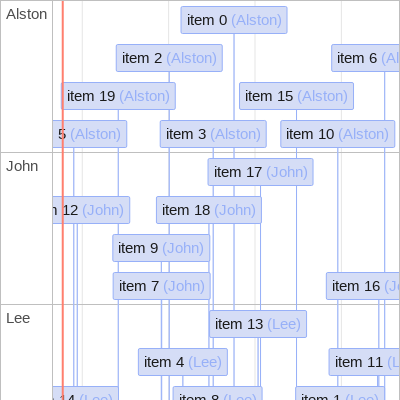 Alston
item 0 (Alston)
item 2 (Alston)
item 6 (Al
item 19 (Alston)
item 15 (Alston)
5 (Alston)
item 3 (Alston)
item 10 (Alston)
John
item 17 (John)
12 (John)
item 18 (John)
item 9 (John)
item 7 (John)
item 16 (J
Lee
item 13 (Lee)
item 4 (Lee)
item 11 (L
14 (Lee)
item 8 (Lee)
item 1 (Lee)